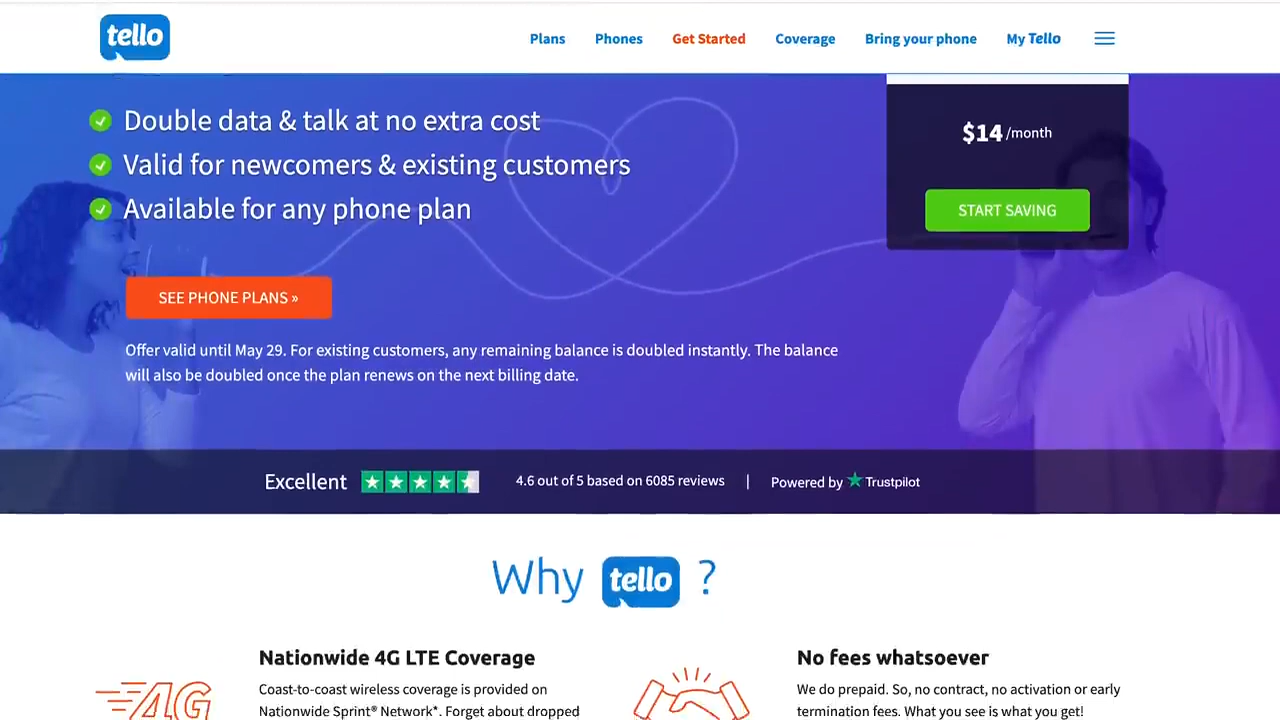 tello
Plans Phones Get Started Coverage Bring your phone My Tello
Double data & talk at no extra cost
Valid for newcomers & existing customers
Available for any phone plan
$14 /month
START SAVING
SEE PHONE PLANS »
Offer valid until May 29. For existing customers, any remaining balance is doubled instantly. The balance
will also be doubled once the plan renews on the next billing date.
Excellent 4.6 out of 5 based on 6085 reviews | Powered by Trustpilot
Why tello ?
Nationwide 4G LTE Coverage
Coast-to-coast wireless coverage is provided on
Nationwide Sprint® Network*. Forget about dropped
4G
No fees whatsoever
We do prepaid. So, no contract, no activation or early
termination fees. What you see is what you get!